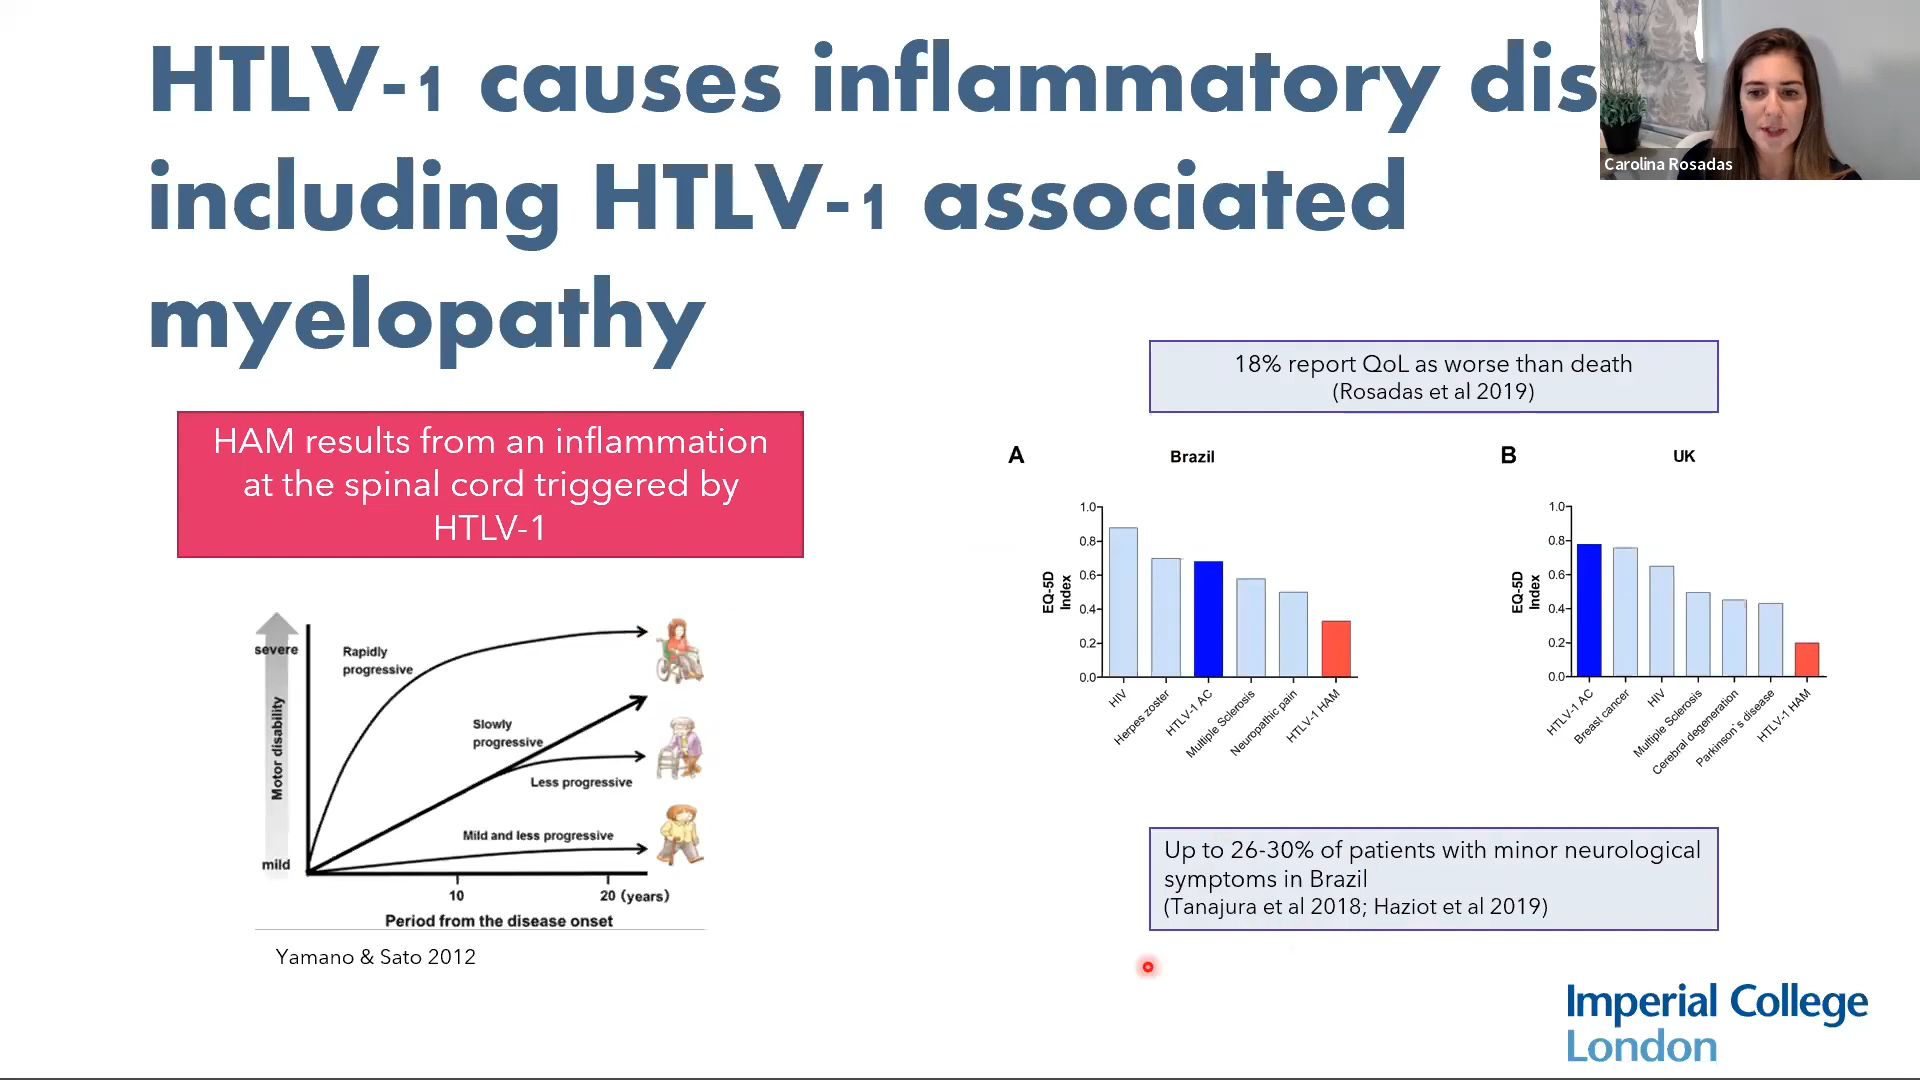 HTLV-1 causes inflammatory dis
including HTLV-1 associated
myelopathy
Carolina Rosadas
HAM results from an inflammation
at the spinal cord triggered by
HTLV-1
severe
Motor disability
mild
Rapidly
progressive
Slowly
progressive
Less progressive
Mild and less progressive
10
20 (years)
Period from the disease onset
Yamano & Sato 2012
18% report QoL as worse than death
(Rosadas et al 2019)
A
Brazil
EQ-5D
Index
1.0
0.8
0.6
0.4
0.2
0.0
HIV
Herpes zoster
HTLV-1 AC
Multiple Sclerosis
Neuropathic pain
HTLV-1 HAM
B
UK
EQ-5D
Index
1.0
0.8
0.6
0.4
0.2
0.0
HTLV-1 AC
Breast cancer
HIV
Multiple Sclerosis
Cerebral degeneration
Parkinson`s disease
HTLV-1 HAM
Up to 26-30% of patients with minor neurological
symptoms in Brazil
(Tanajura et al 2018; Haziot et al 2019)
Imperial College
London